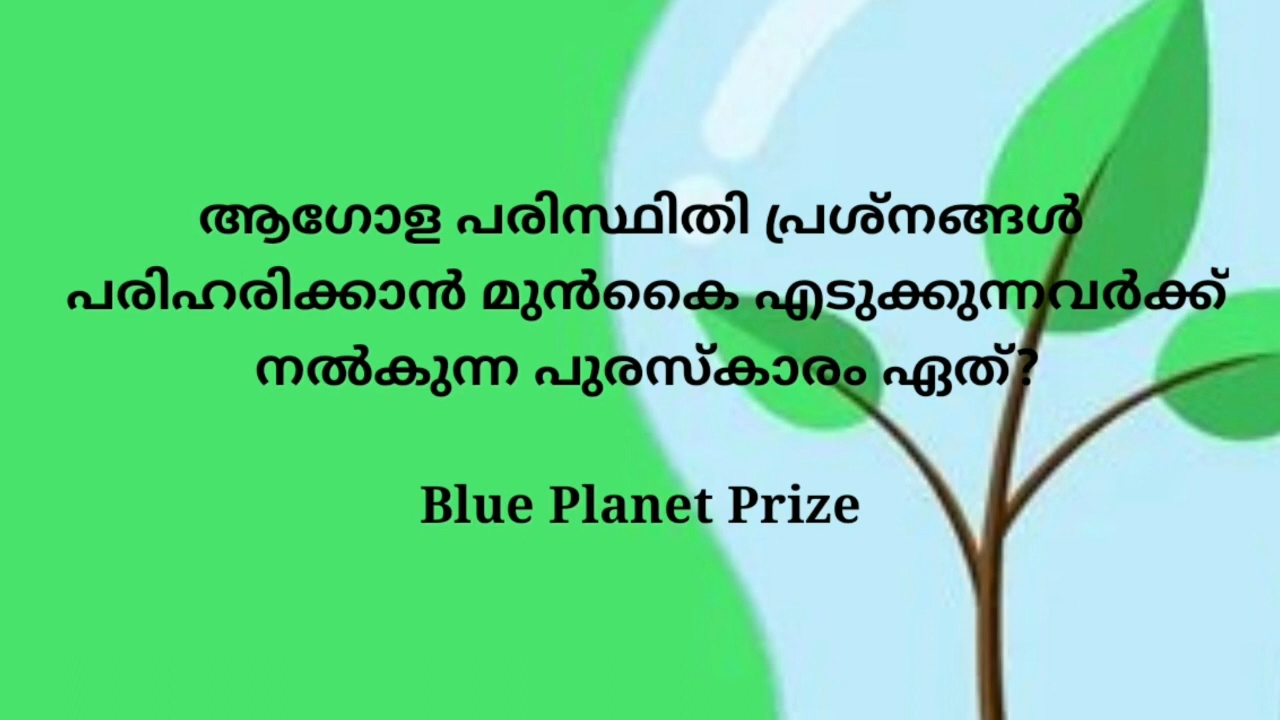 ആഗോള പരിസ്ഥിതി പ്രശ്നങ്ങൾ
പരിഹരിക്കാൻ മുൻകൈ എടുക്കുന്നവർക്ക്
നൽകുന്ന പുരസ്കാരം ഏത്?
Blue Planet Prize